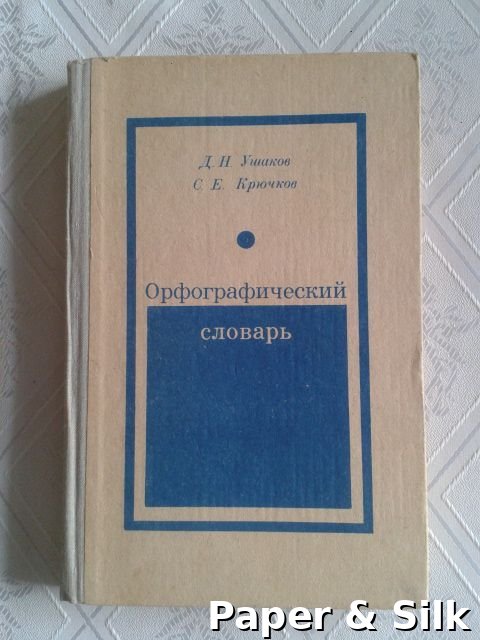 Д. Н. Ушаков
С. Е. Крючков
Орфографический
словарь
Paper & Silk